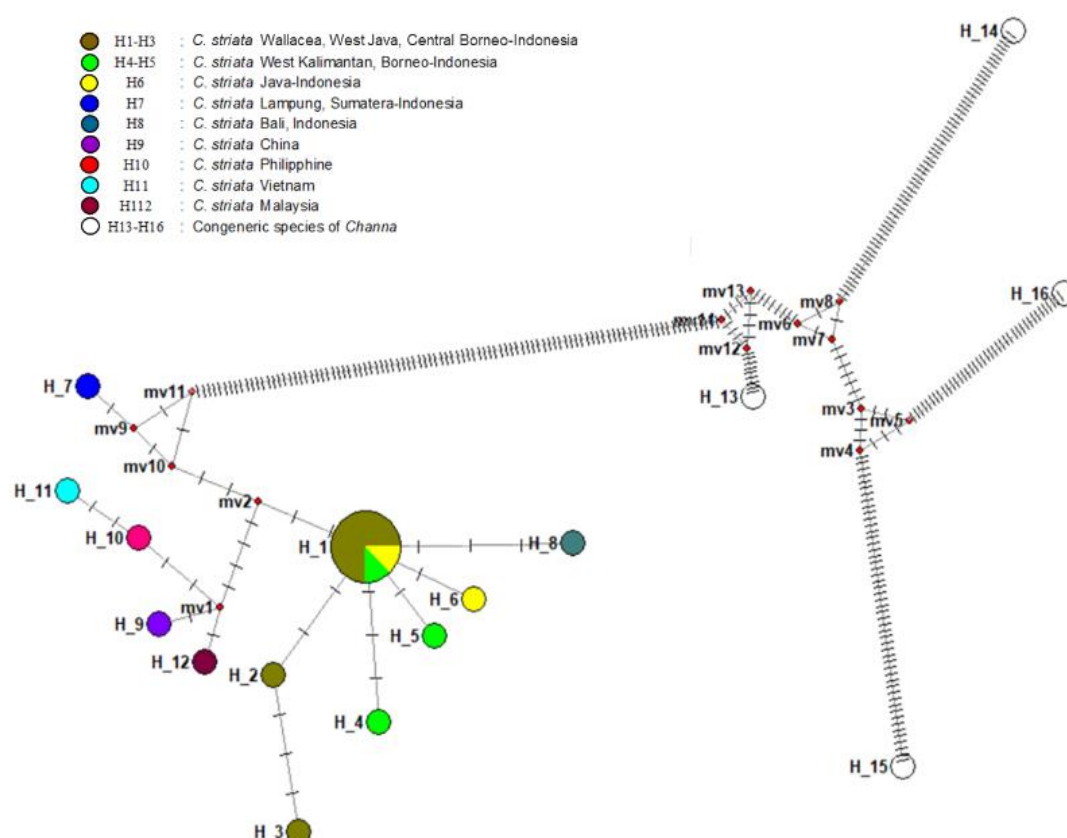 H1-H3 : C. striata Wallacea, West Java, Central Borneo-Indonesia
H4-H5 : C. striata West Kalimantan, Borneo-Indonesia
H6 : C. striata Java-Indonesia
H7 : C. striata Lampung, Sumatera-Indonesia
H8 : C. striata Bali, Indonesia
H9 : C. striata China
H10 : C. striata Philipphine
H11 : C. striata Vietnam
H112 : C. striata Malaysia
H13-H16 : Congeneric species of Channa
H_14
H_16
mv13
mv8
mv6
mv7
mv12
H_13
mv11
H_7
mv9
mv3
mv5
mv4
mv10
H_11
mv2
H_10
H_1
H_8
H_6
mv1
H_9
H_5
H_12
H_2
H_4
H_15
H_3